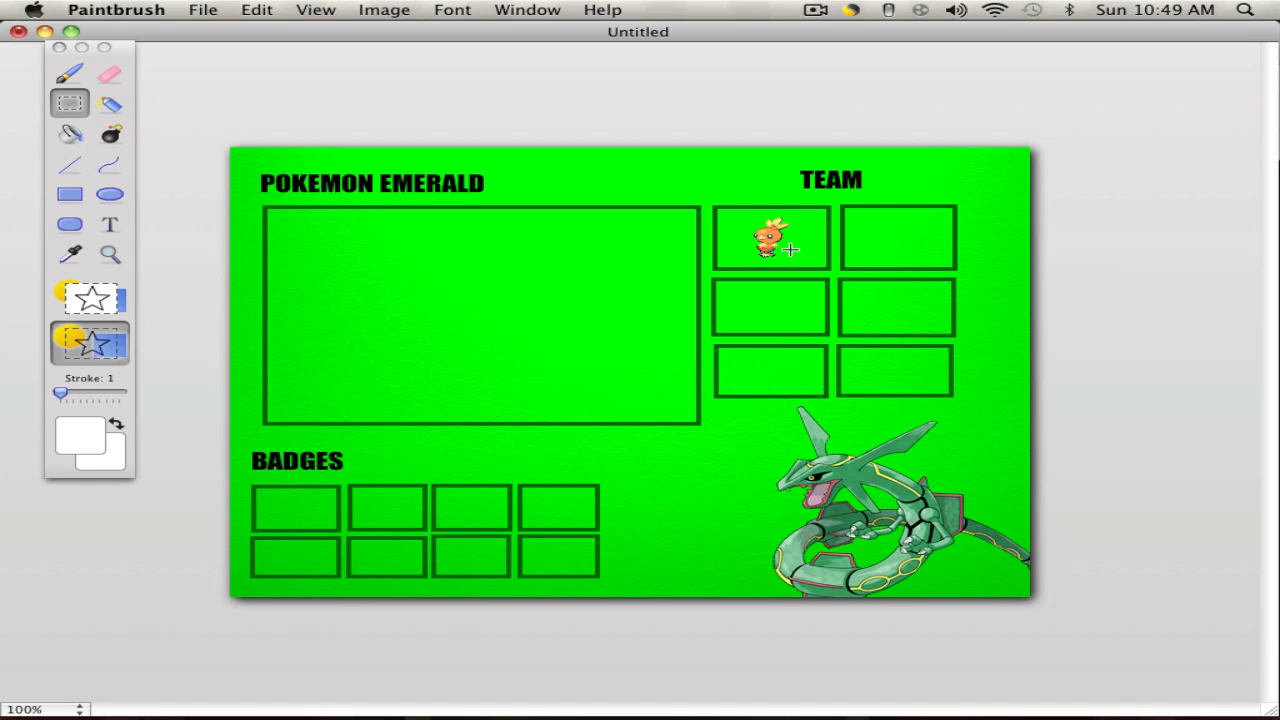 Paintbrush File Edit View Image Font Window Help Sun 10:49 AM
Untitled
POKEMON EMERALD
TEAM
T
Stroke: 1
BADGES
100%